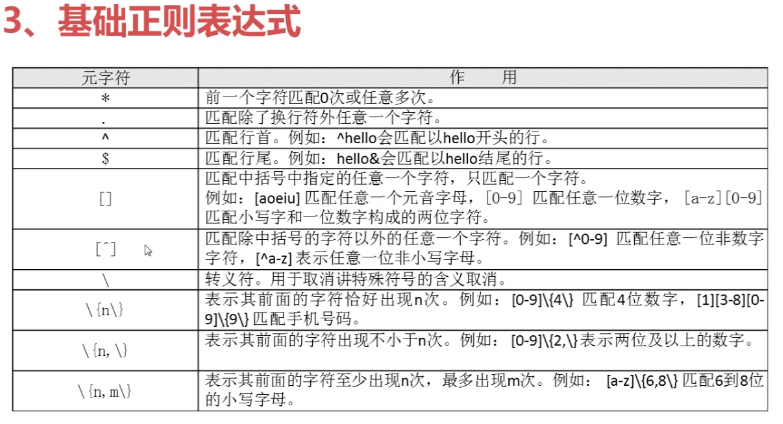 3、基础正则表达式
元字符 作 用
* 前一个字符匹配0次或任意多次。
. 匹配除了换行符外任意一个字符。
^ 匹配行首。例如：^hello会匹配以hello开头的行。
$ 匹配行尾。例如：hello&会匹配以hello结尾的行。
匹配中括号中指定的任意一个字符，只匹配一个字符。
[] 例如：[aoeiu] 匹配任意一个元音字母，[0-9] 匹配任意一位数字， [a-z][0-9]
匹配小写字和一位数字构成的两位字符。
[^] 匹配除中括号的字符以外的任意一个字符。例如：[^0-9] 匹配任意一位非数字
字符，[^a-z] 表示任意一位非小写字母。
\ 转义符。用于取消讲特殊符号的含义取消。
\{n\} 表示其前面的字符恰好出现n次。例如：[0-9]\{4\} 匹配4位数字，[1][3-8][0-
9]\{9\} 匹配手机号码。
\{n,\} 表示其前面的字符出现不小于n次。例如： [0-9]\{2,\}表示两位及以上的数字。
\{n,m\} 表示其前面的字符至少出现n次，最多出现m次。例如： [a-z]\{6,8\} 匹配6到8位
的小写字母。